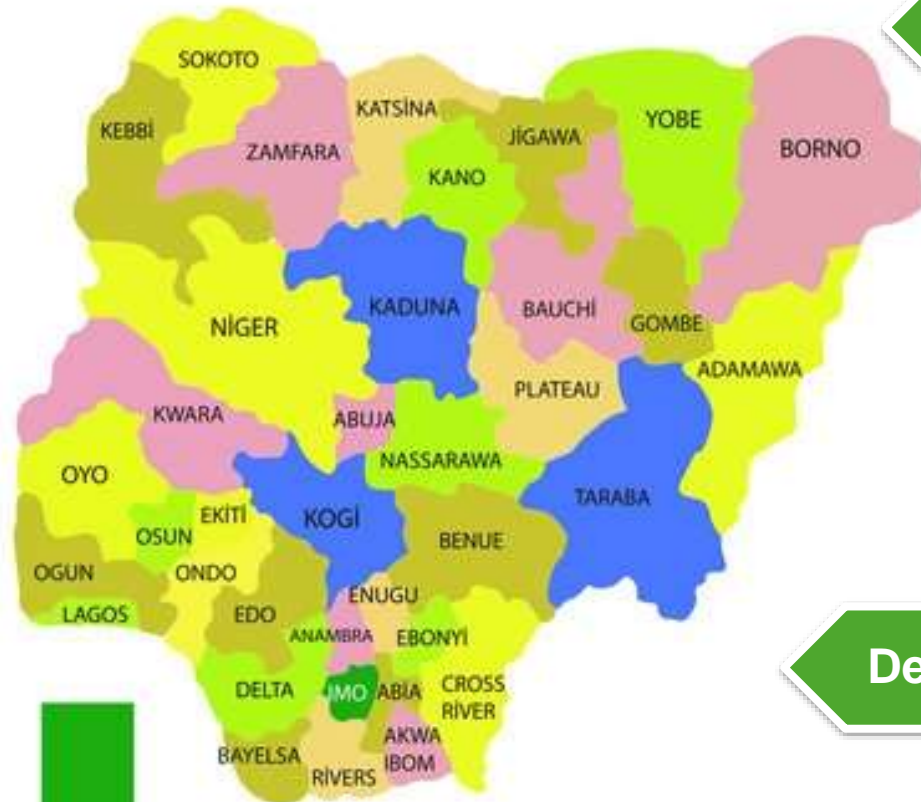 SOKOTO
KEBBİ
ZAMFARA
KATSİNA
JİGAWA
KANO
YOBE
BORNO
NİGER
KADUNA
BAUCHİ
GOMBE
ADAMAWA
PLATEAU
KWARA
ABUJA
NASSARAWA
TARABA
OYO
KOGİ
BENUE
OSUN
EKİTİ
OGUN
ONDO
LAGOS
EDO
ENUGU
ANAMBRA
EBONYİ
DELTA
IMO
ABİA
CROSS
RİVER
BAYELSA
RİVERS
AKWA
IBOM
De